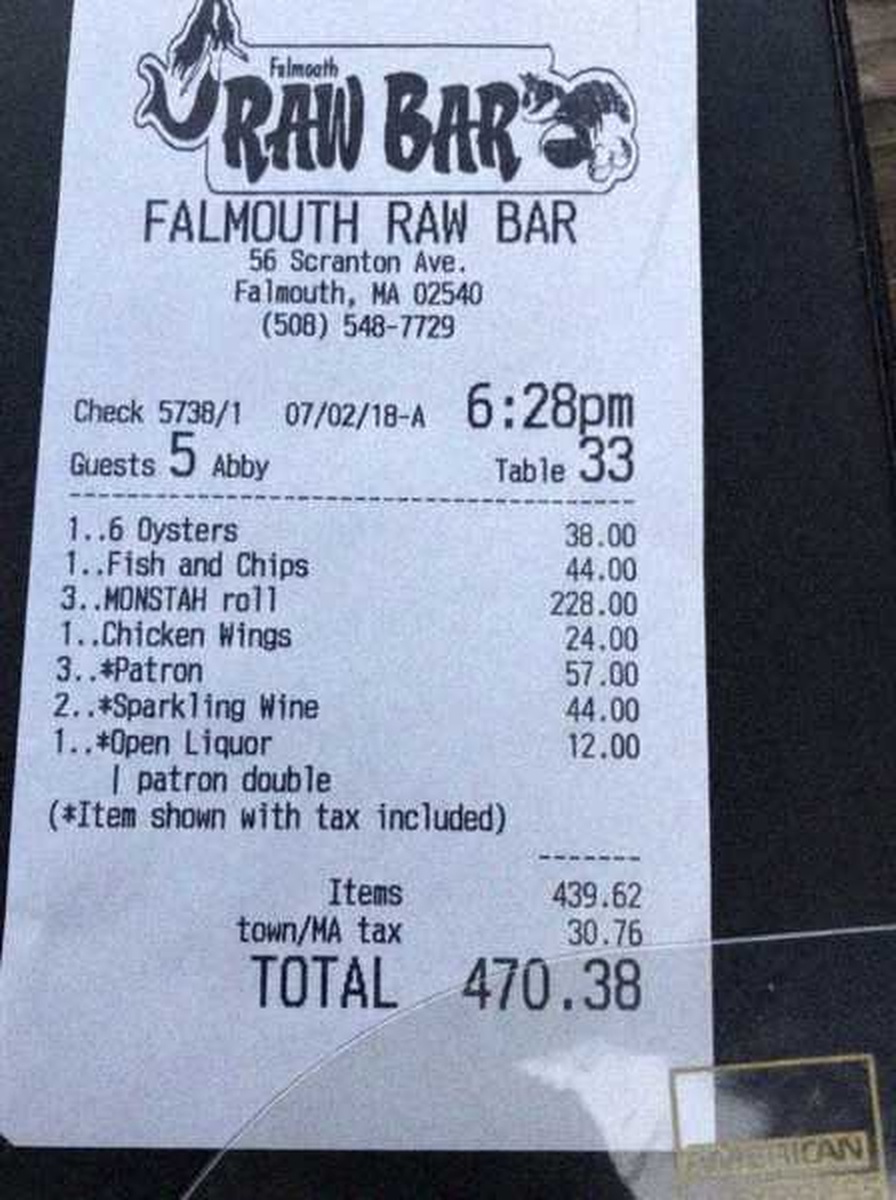 Falmouth
RAW BAR
FALMOUTH RAW BAR
56 Scranton Ave.
Falmouth, MA 02540
(508) 548-7729
Check 5738/1 07/02/18-A 6:28pm
Guests 5 Abby Table 33
1..6 Oysters 38.00
1..Fish and Chips 44.00
3..MONSTAH roll 228.00
1..Chicken Wings 24.00
3..*Patron 57.00
2..*Sparkling Wine 44.00
1..*Open Liquor 12.00
| patron double
(*Item shown with tax included)
Items 439.62
town/MA tax 30.76
TOTAL 470.38
AMERICAN